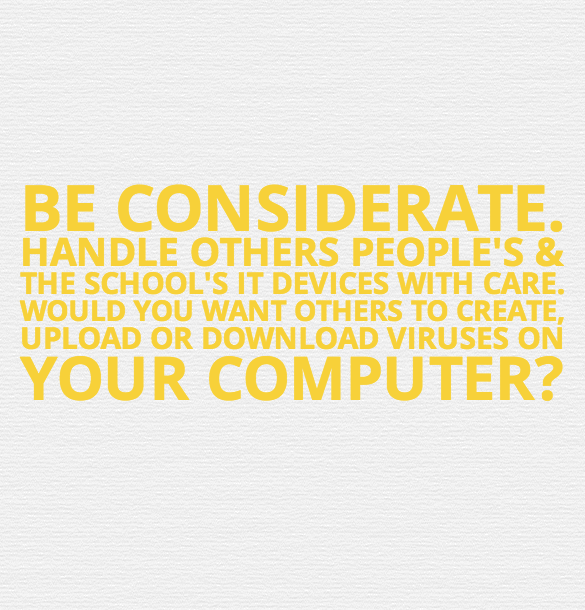 BE CONSIDERATE.
HANDLE OTHERS PEOPLE'S &
THE SCHOOL'S IT DEVICES WITH CARE.
WOULD YOU WANT OTHERS TO CREATE,
UPLOAD OR DOWNLOAD VIRUSES ON
YOUR COMPUTER?